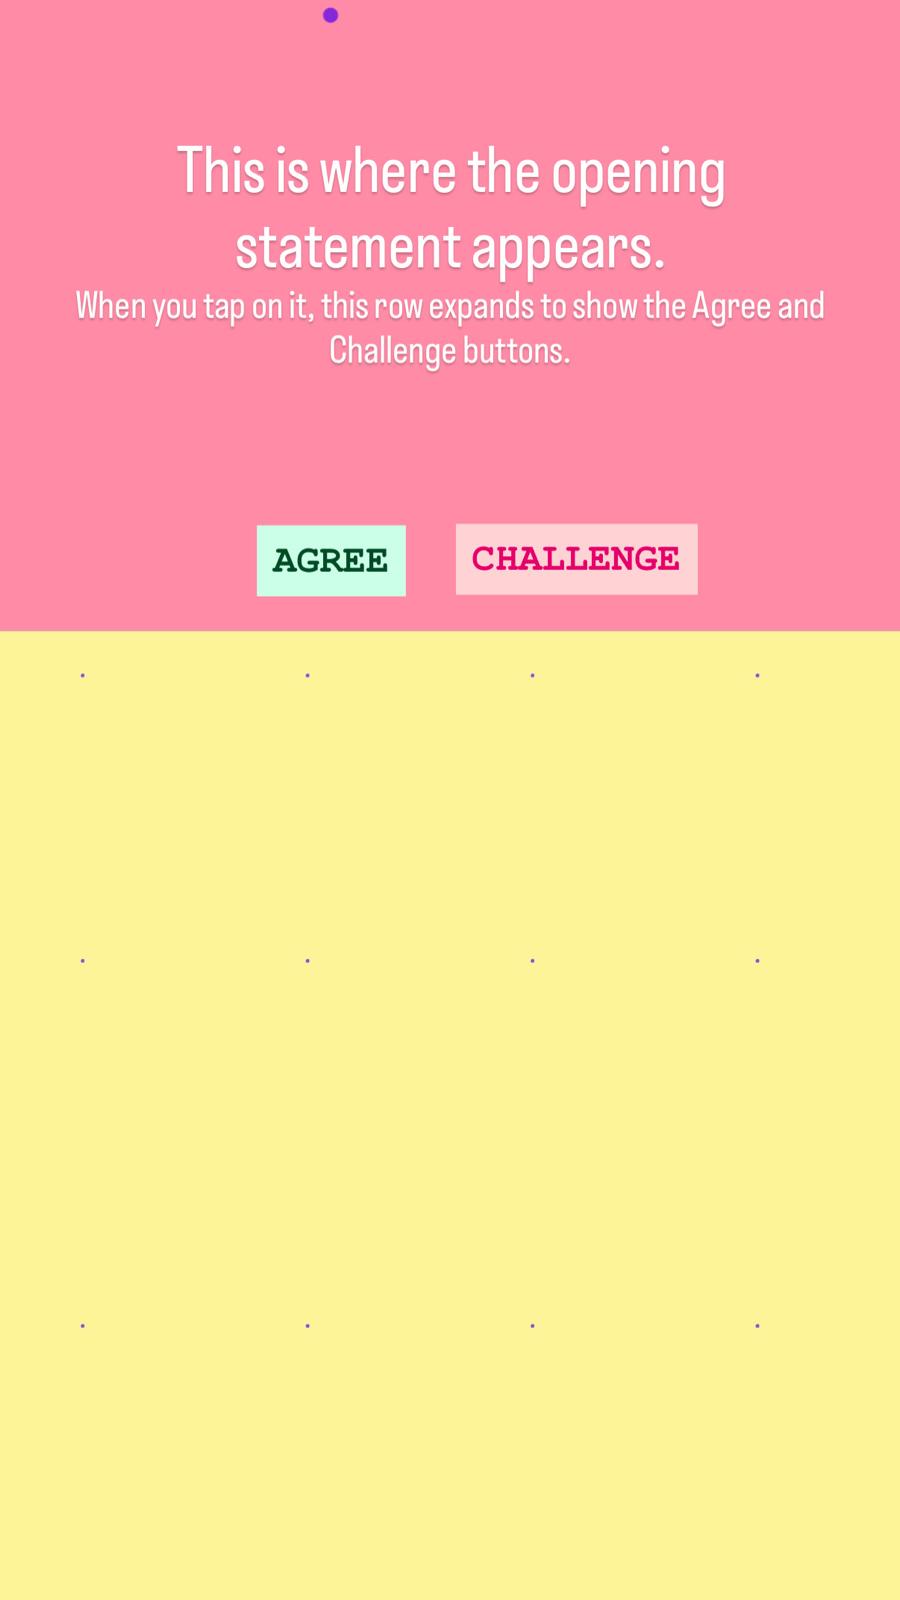 This is where the opening
statement appears.
When you tap on it, this row expands to show the Agree and
Challenge buttons.
AGREE
CHALLENGE